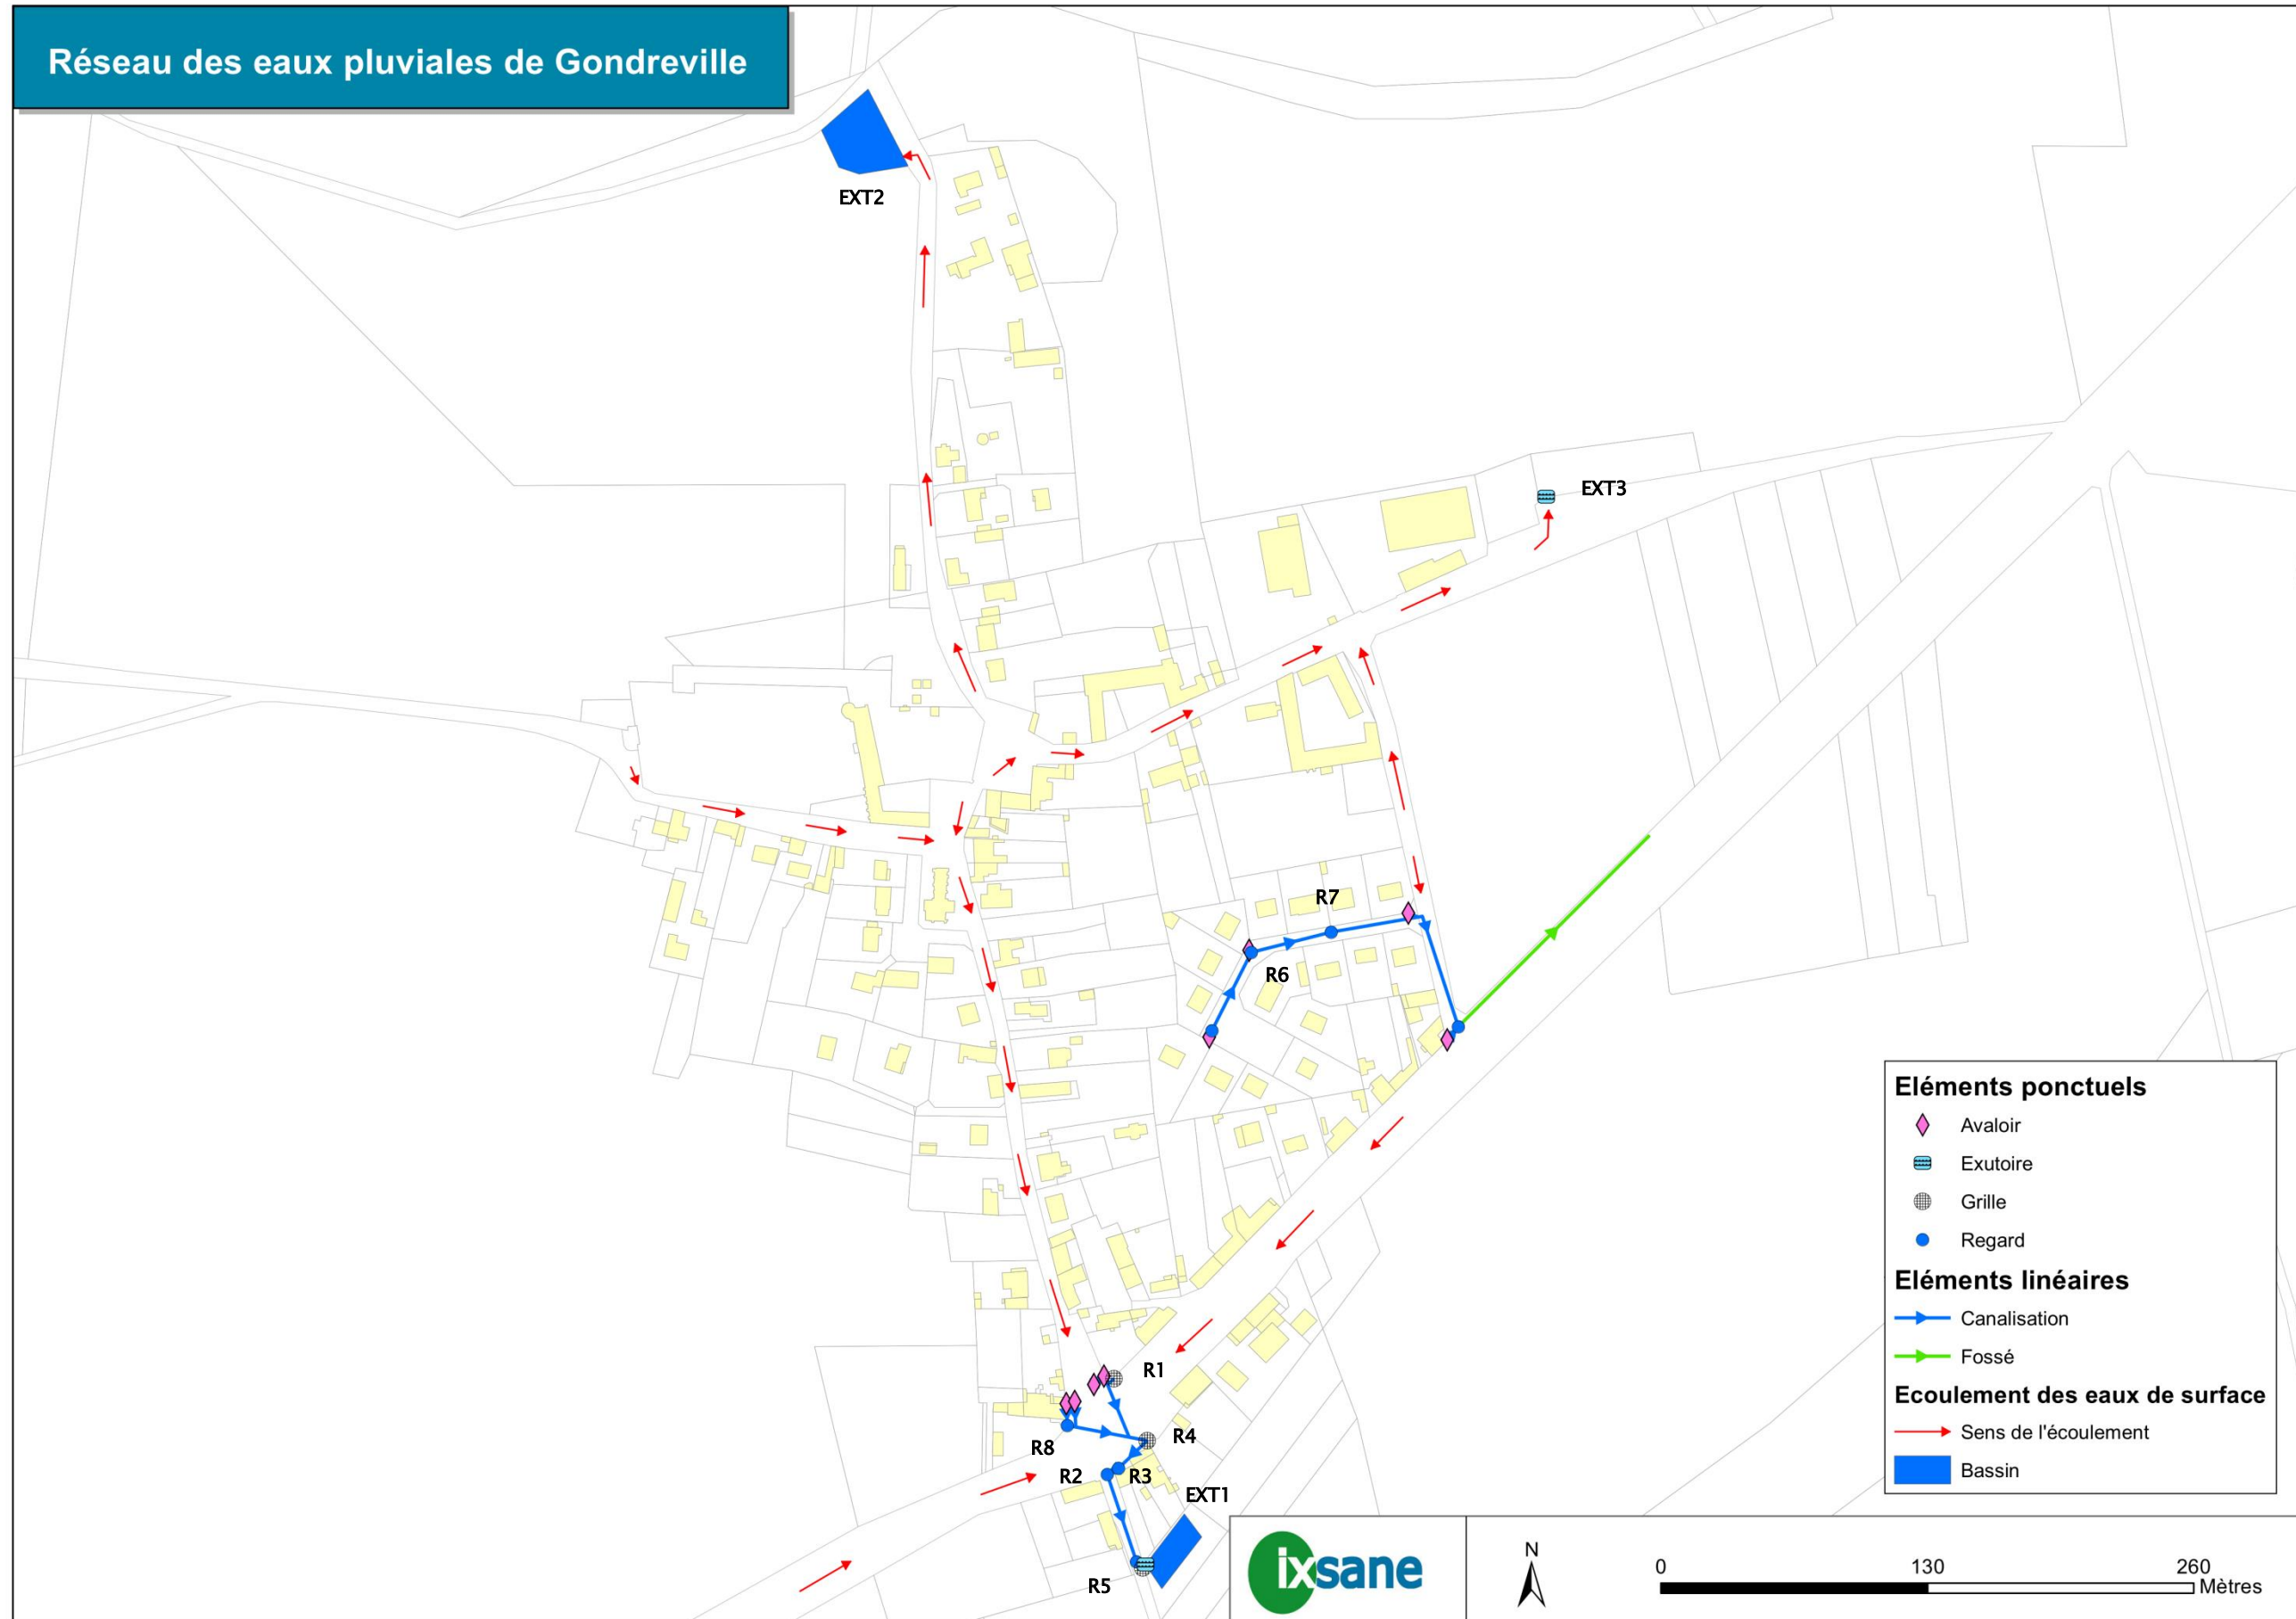 Réseau des eaux pluviales de Gondreville
EXT2
EXT3
R7
R6
R1
R4
R8
R2
R3
EXT1
R5
Eléments ponctuels
Avaloir
Exutoire
Grille
Regard
Eléments linéaires
Canalisation
Fossé
Ecoulement des eaux de surface
Sens de l'écoulement
Bassin
ixsane
N
0 130 260
Mètres